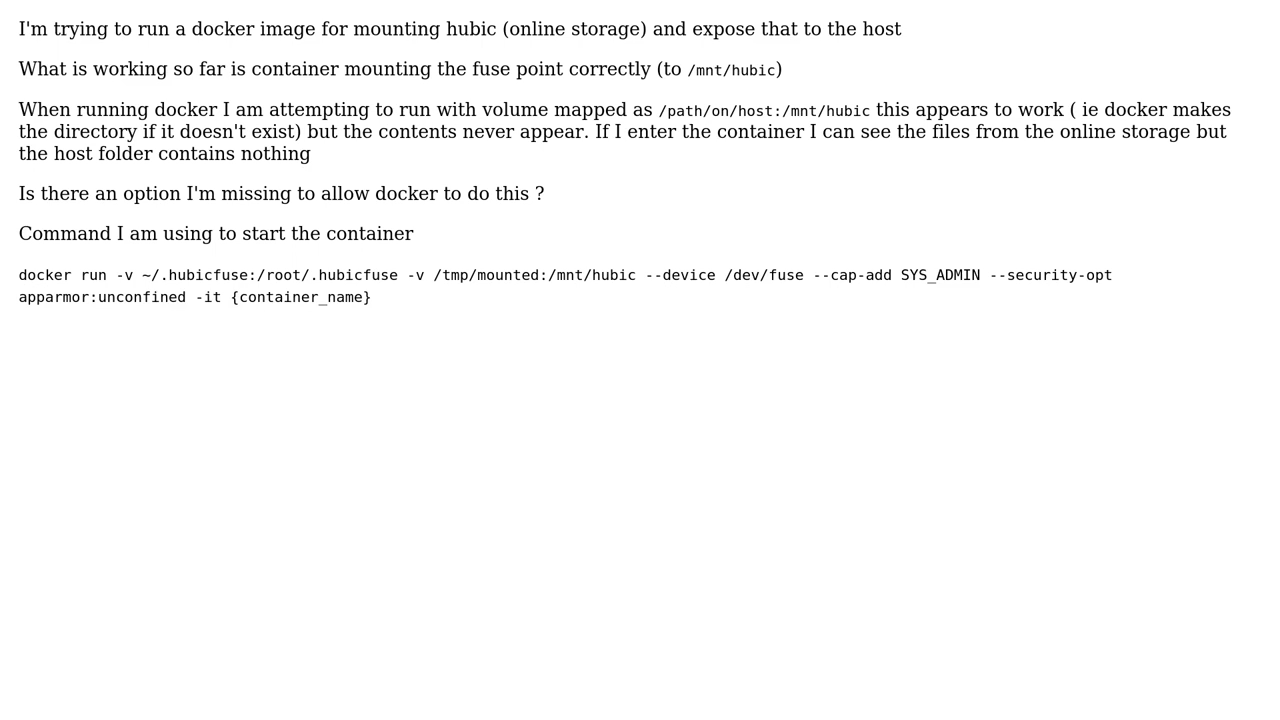 I'm trying to run a docker image for mounting hubic (online storage) and expose that to the host
What is working so far is container mounting the fuse point correctly (to /mnt/hubic)
When running docker I am attempting to run with volume mapped as /path/on/host:/mnt/hubic this appears to work ( ie docker makes
the directory if it doesn't exist) but the contents never appear. If I enter the container I can see the files from the online storage but
the host folder contains nothing
Is there an option I'm missing to allow docker to do this ?
Command I am using to start the container
docker run -v ~/.hubicfuse:/root/.hubicfuse -v /tmp/mounted:/mnt/hubic --device /dev/fuse --cap-add SYS_ADMIN --security-opt
apparmor:unconfined -it {container_name}